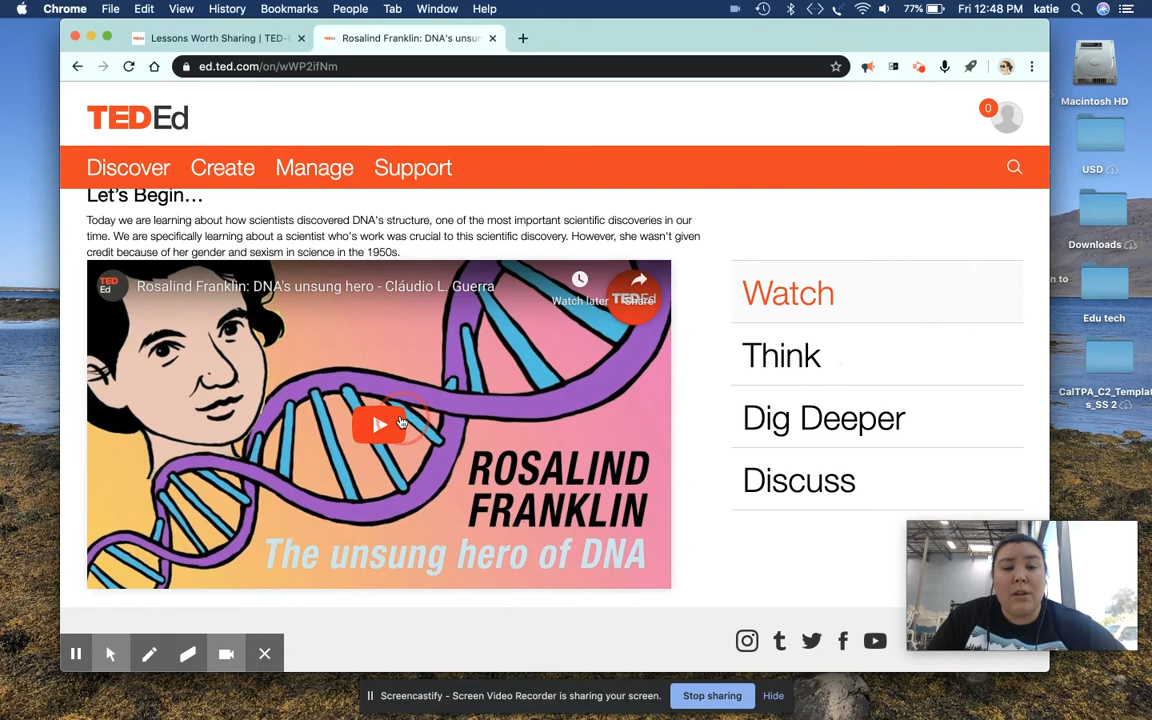 Chrome File Edit View History Bookmarks People Tab Window Help 77% Fri 12:48 PM katie
Lessons Worth Sharing | TED- Rosalind Franklin: DNA's unsu
ed.ted.com/on/wWP2ifNm
Macintosh HD
TEDEd
0
Discover Create Manage Support
USD
Let's Begin…
Today we are learning about how scientists discovered DNA's structure, one of the most important scientific discoveries in our
time. We are specifically learning about a scientist who's work was crucial to this scientific discovery. However, she wasn't given
credit because of her gender and sexism in science in the 1950s.
Downloads
TED
Ed
Rosalind Franklin: DNA's unsung hero - Cláudio L. Guerra
Watch later
Share
TEDEd
Watch
n to
Edu tech
Think
CalTPA_C2_Templat
s_SS 2
Dig Deeper
ROSALIND
FRANKLIN
Discuss
The unsung hero of DNA
Screencastify - Screen Video Recorder is sharing your screen. Stop sharing Hide